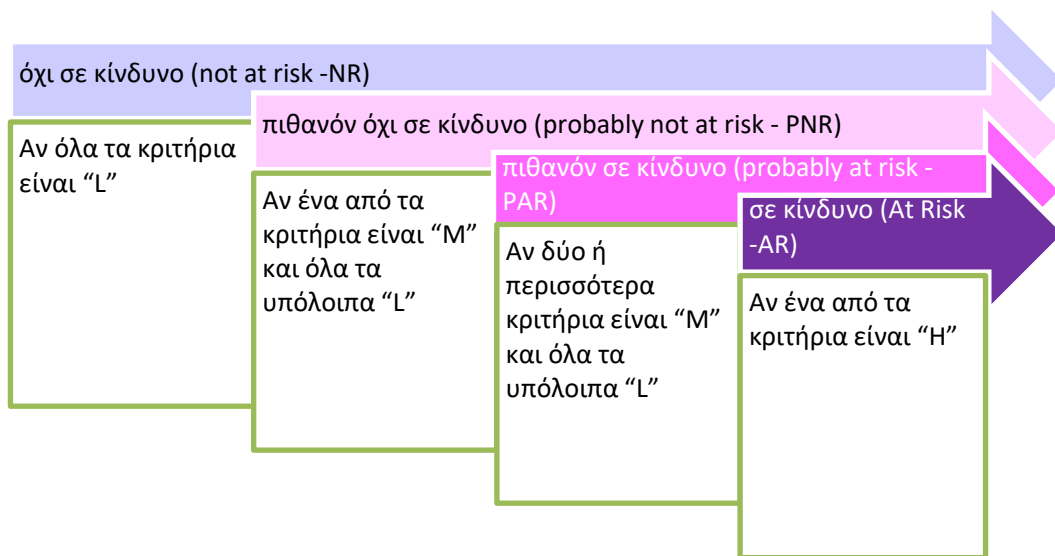 όχι σε κίνδυνο (not at risk -NR)
Αν όλα τα κριτήρια
είναι “L”
πιθανόν όχι σε κίνδυνο (probably not at risk - PNR)
Αν ένα από τα
κριτήρια είναι “M”
και όλα τα
υπόλοιπα “L”
πιθανόν σε κίνδυνο (probably at risk -
PAR)
Αν δύο ή
περισσότερα
κριτήρια είναι “M”
και όλα τα
υπόλοιπα “L”
σε κίνδυνο (At Risk
-AR)
Αν ένα από τα
κριτήρια είναι “H”